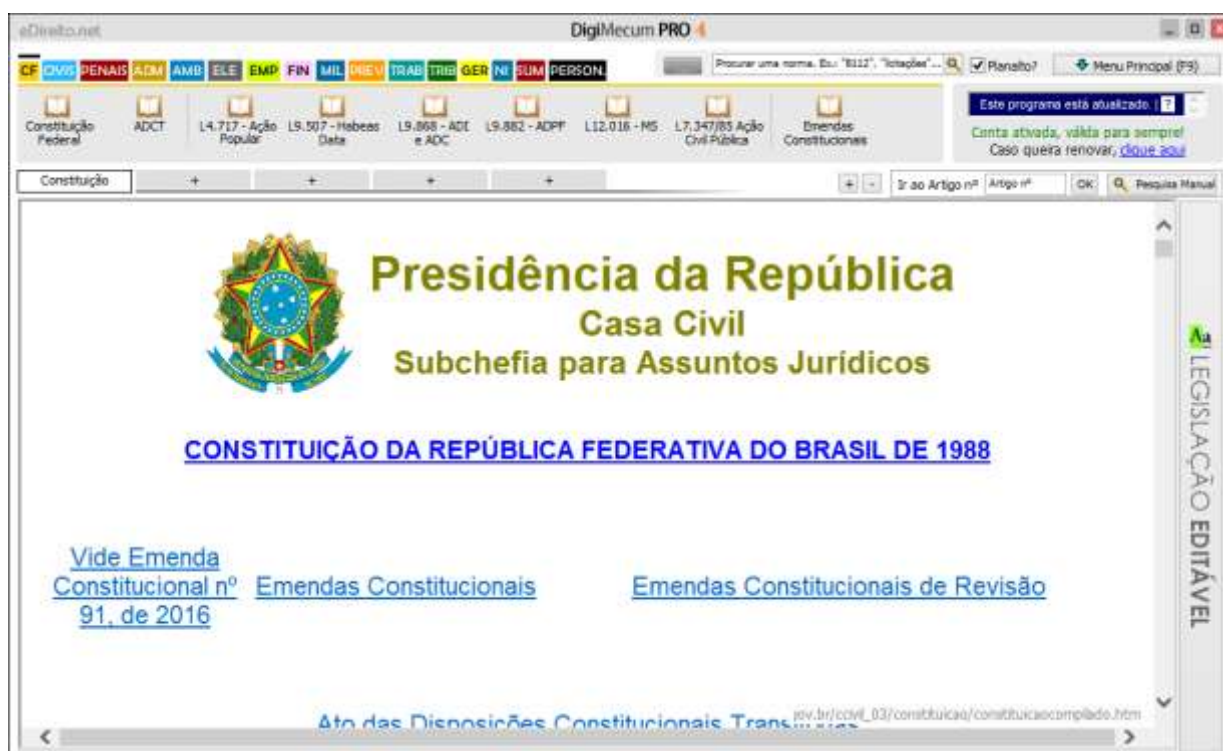 eDireito.net
DigiMecum PRO 4
CF CIVIS PENAIS ADM AMB ELE EMP FIN MIL PREV TRAB TRIB GER NI SUM PERSON.
Procurar uma norma. Ex.: "8112", "licitações"...
Planalto?
Menu Principal (F9)
Constituição Federal
ADCT
L4.717 - Ação Popular
L9.507 - Habeas Data
L9.868 - ADI e ADC
L9.882 - ADPF
L12.016 - MS
L7.347/85 Ação Civil Pública
Emendas Constitucionais
Este programa está atualizado. | ?
Conta ativada, válida para sempre!
Caso queira renovar, clique aqui
Constituição + + + +
+ - Ir ao Artigo nº Artigo nº OK Pesquisa Manual
Presidência da República
Casa Civil
Subchefia para Assuntos Jurídicos
CONSTITUIÇÃO DA REPÚBLICA FEDERATIVA DO BRASIL DE 1988
Vide Emenda
Constitucional nº
91, de 2016
Emendas Constitucionais
Emendas Constitucionais de Revisão
Ato das Disposições Constitucionais
ov.br/ccivil_03/constituicao/constituicaocompilado.htm
Aa LEGISLAÇÃO EDITÁVEL